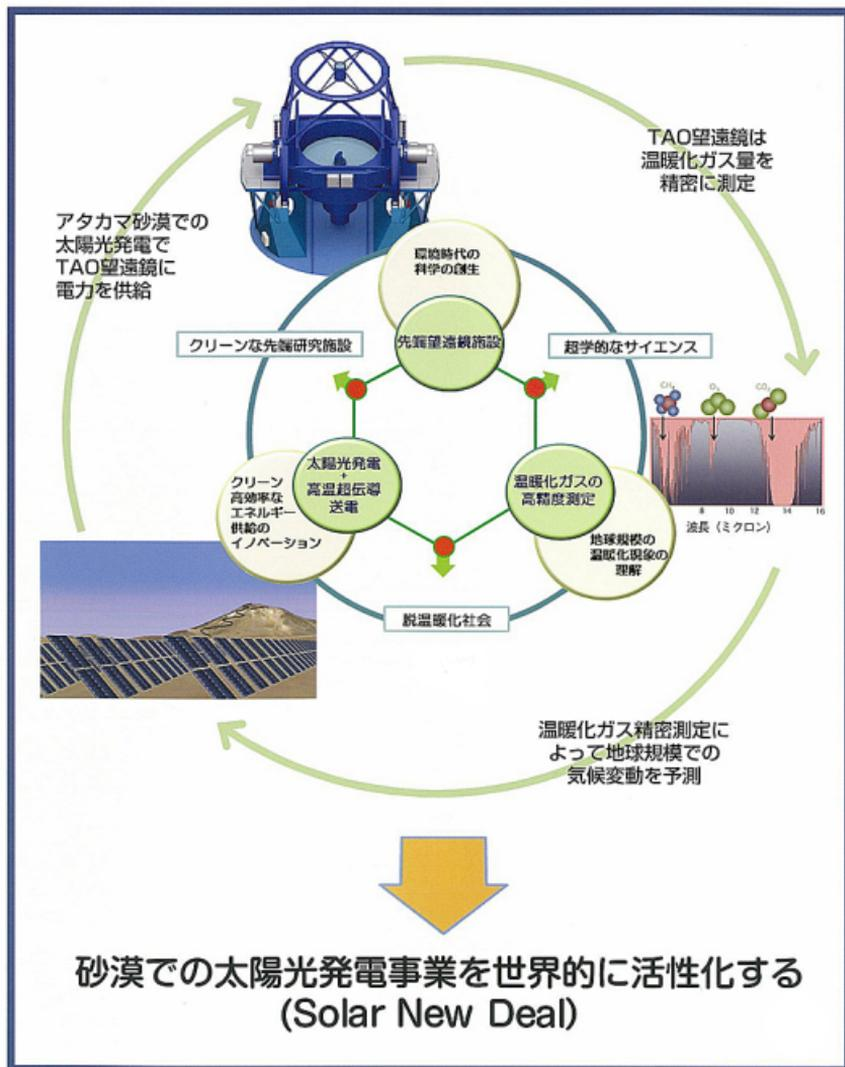 TAO望遠鏡は
温暖化ガス量を
精密に測定
アタカマ砂漠での
太陽光発電で
TAO望遠鏡に
電力を供給
環境時代の
科学の創生
先端望遠鏡施設
クリーンな先端研究施設
超学的なサイエンス
CH₄
O₃
CO₂
8
10
12
14
16
波長（ミクロン）
太陽光発電
+
高温超伝導
送電
クリーン
高効率な
エネルギー
供給の
イノベーション
温暖化ガスの
高精度測定
地球規模の
温暖化現象の
理解
脱温暖化社会
温暖化ガス精密測定に
よって地球規模での
気候変動を予測
砂漠での太陽光発電事業を世界的に活性化する
(Solar New Deal)